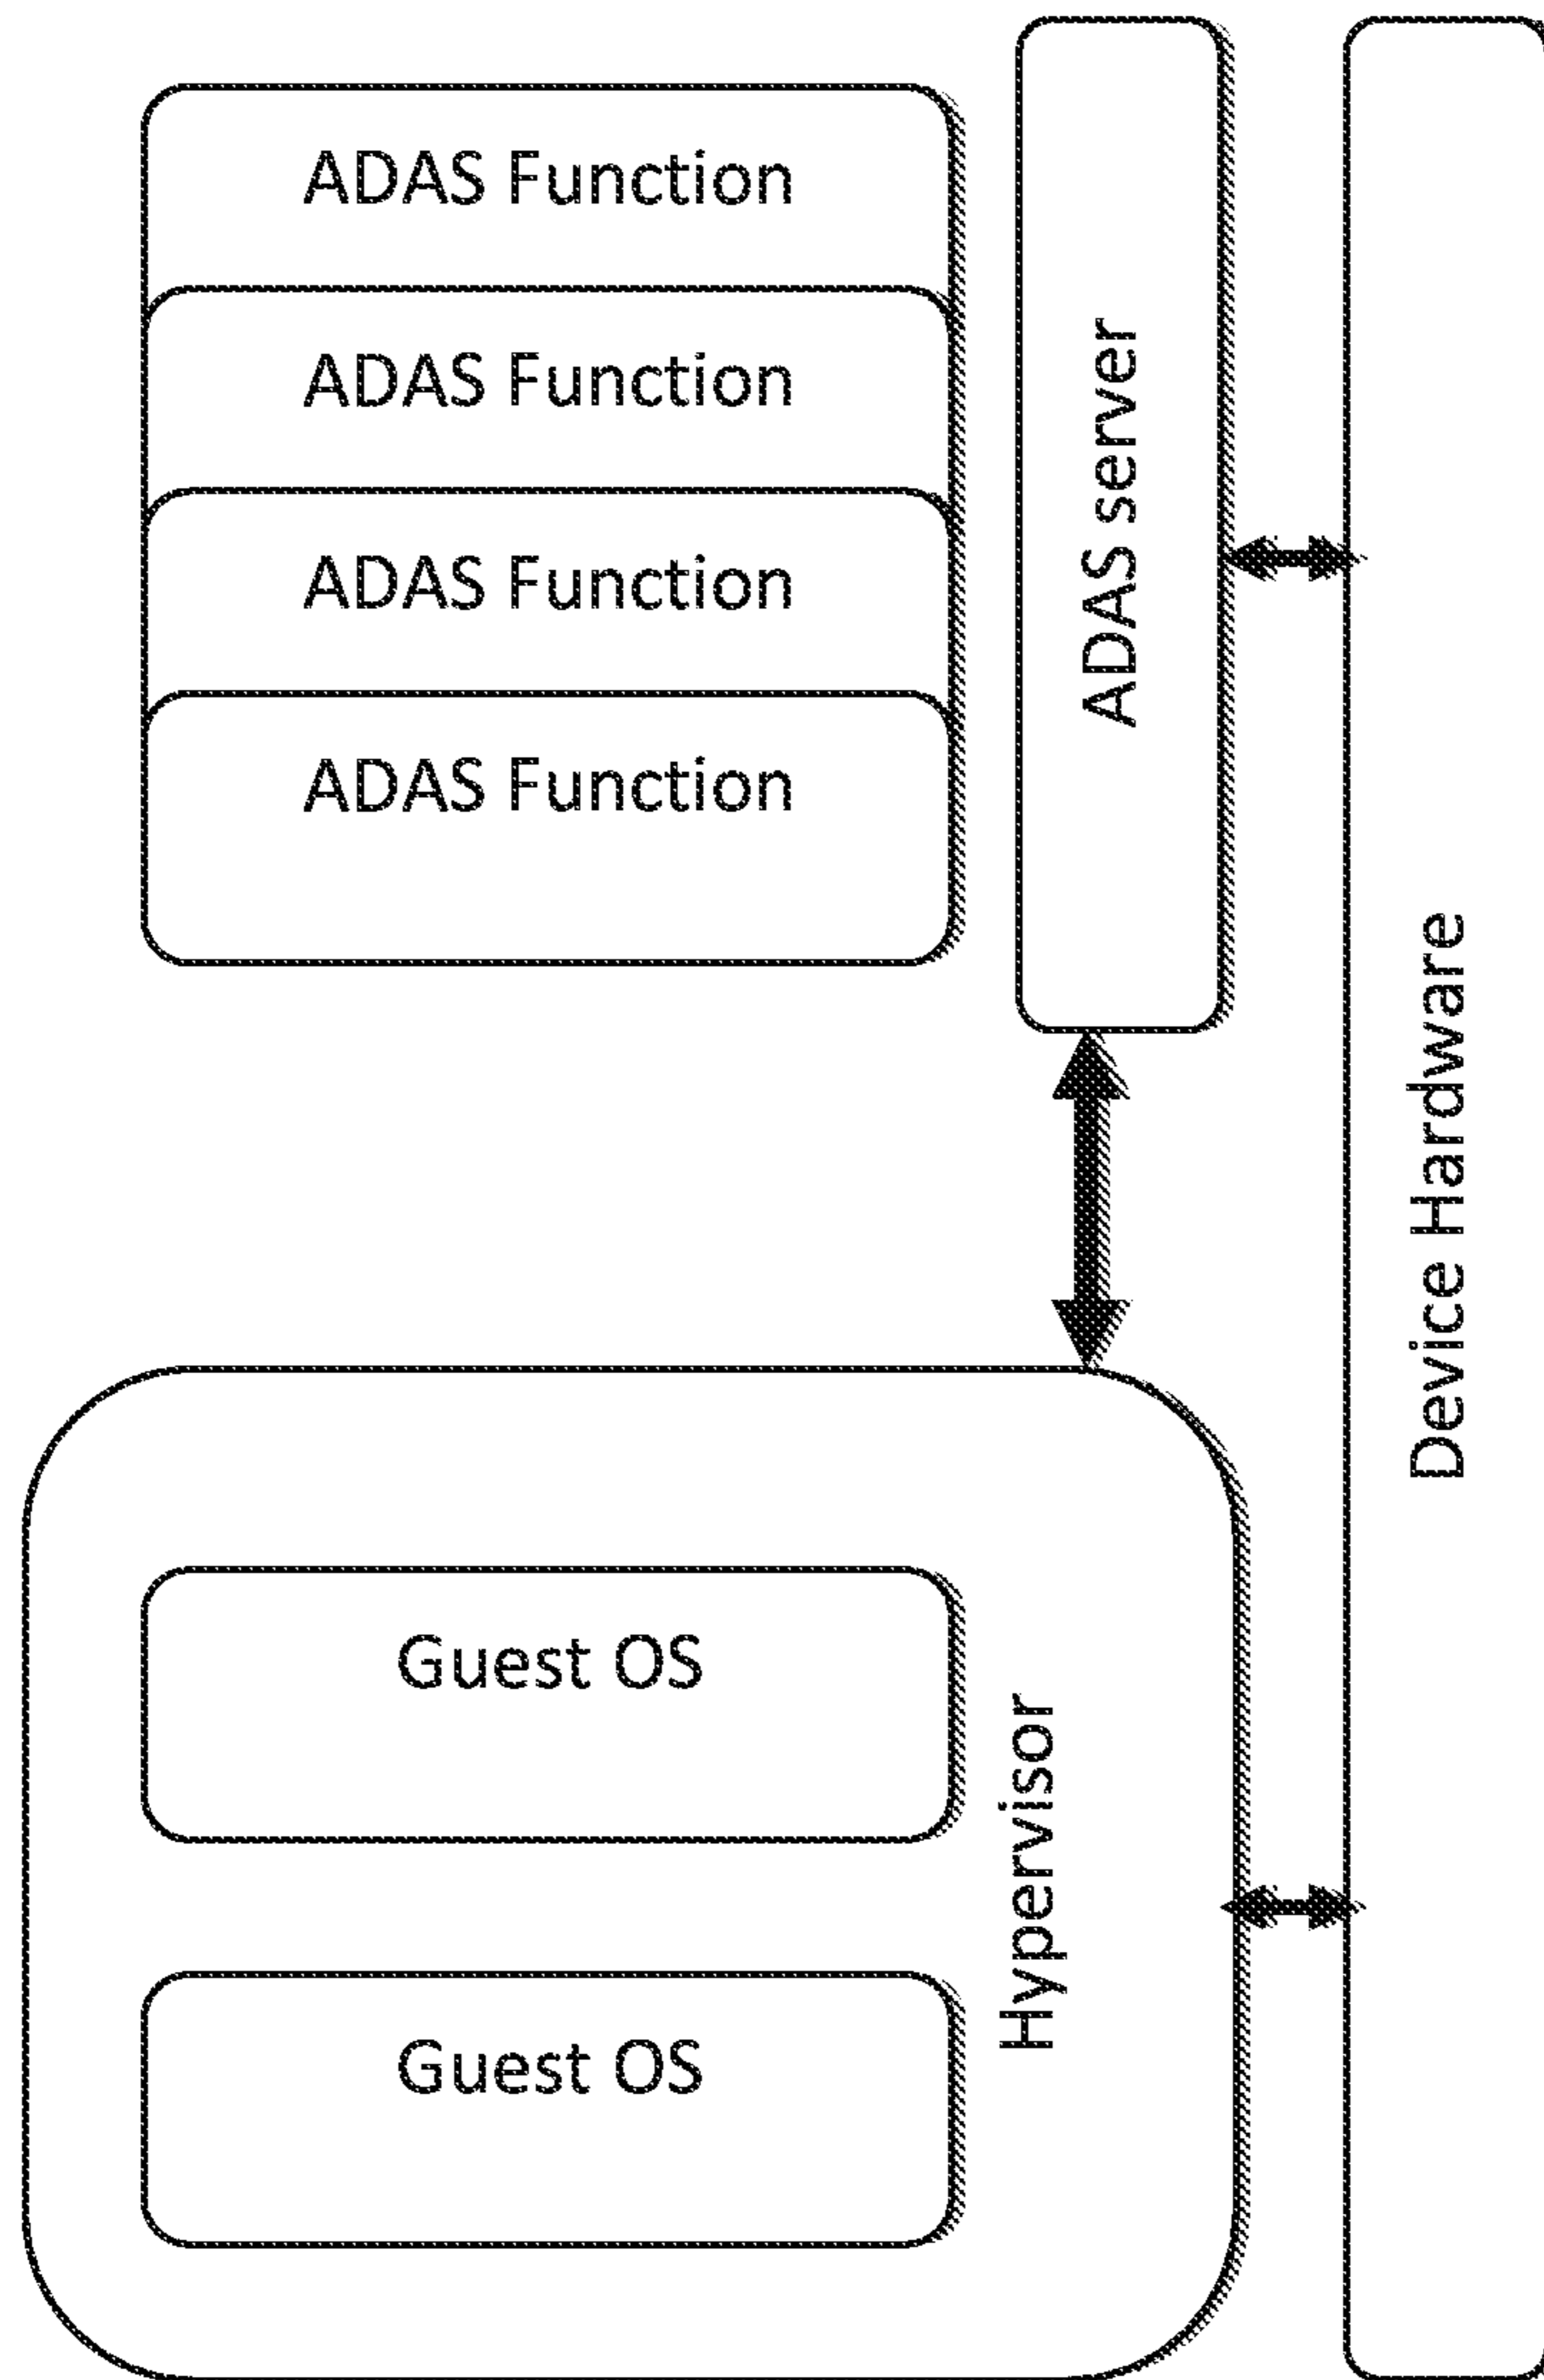 ADAS Function
ADAS Function
ADAS Function
ADAS Function
ADAS server
Device Hardware
Guest OS
Guest OS
Hypervisor